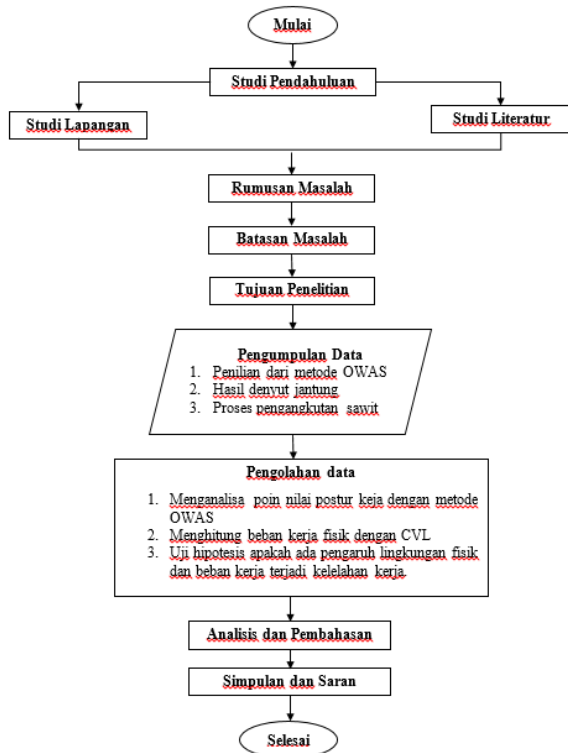 Mulai
Studi Pendahuluan
Studi Lapangan
Studi Literatur
Rumusan Masalah
Batasan Masalah
Tujuan Penelitian
Pengumpulan Data
1. Penilian dari metode OWAS
2. Hasil denyut jantung
3. Proses pengangkutan sawit
Pengolahan data
1. Menganalisa poin nilai postur keja dengan metode
OWAS
2. Menghitung beban kerja fisik dengan CVL
3. Uji hipotesis apakah ada pengaruh lingkungan fisik
dan beban kerja terjadi kelelahan kerja.
Analisis dan Pembahasan
Simpulan dan Saran
Selesai